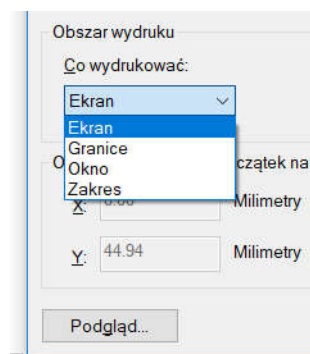 Obszar wydruku
Co wydrukować:
Ekran
Ekran
Granice
Okno
Zakres
czątek na
X:
Milimetry
Y:
44.94
Milimetry
Podgląd...